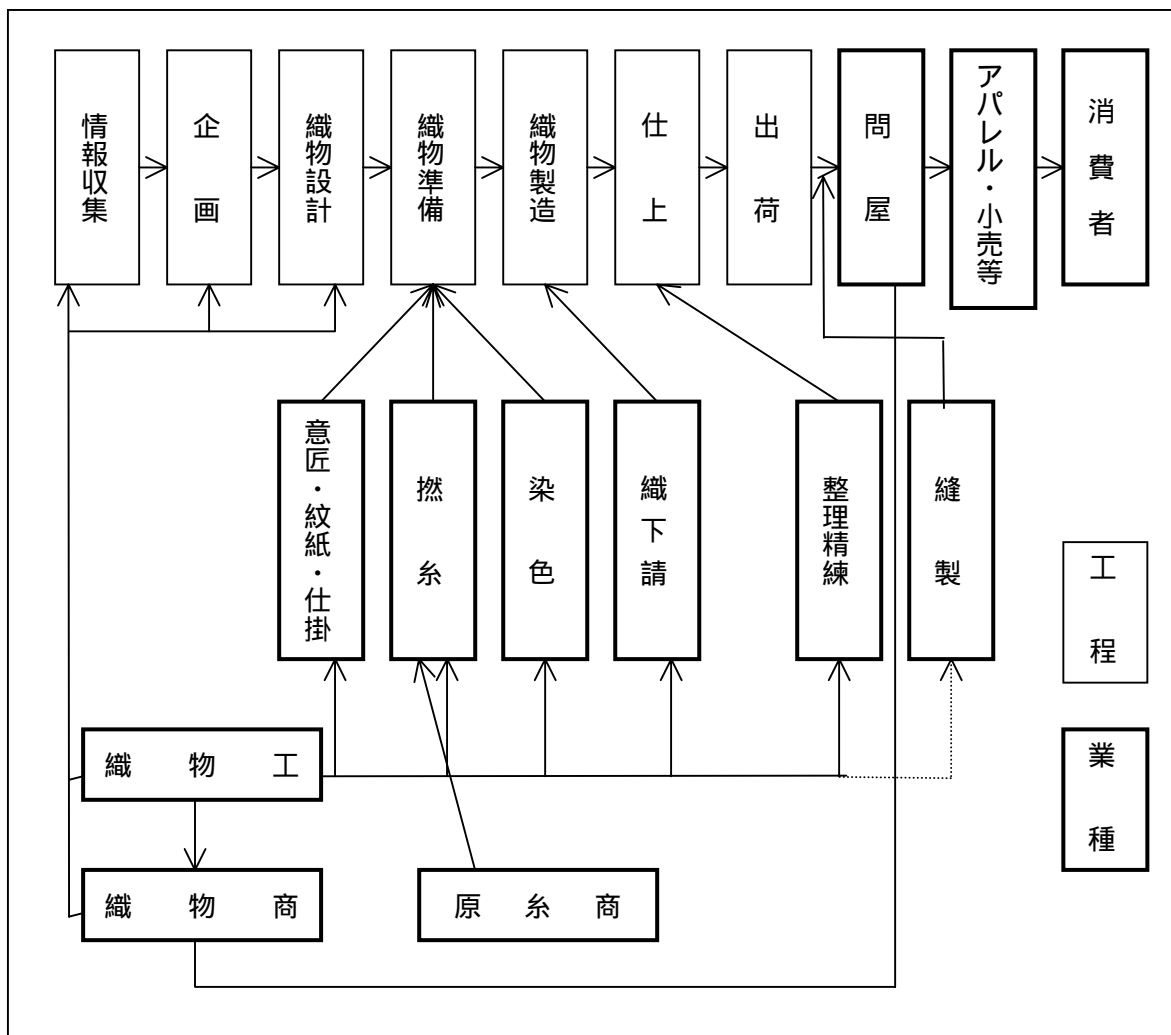 情報収集
企画
織物設計
織物準備
織物製造
仕上
出荷
問屋
アパレル・小売等
消費者
意匠・紋紙・仕掛
撚糸
染色
織下請
整理精練
縫製
工程
織物工
業種
織物商
原糸商